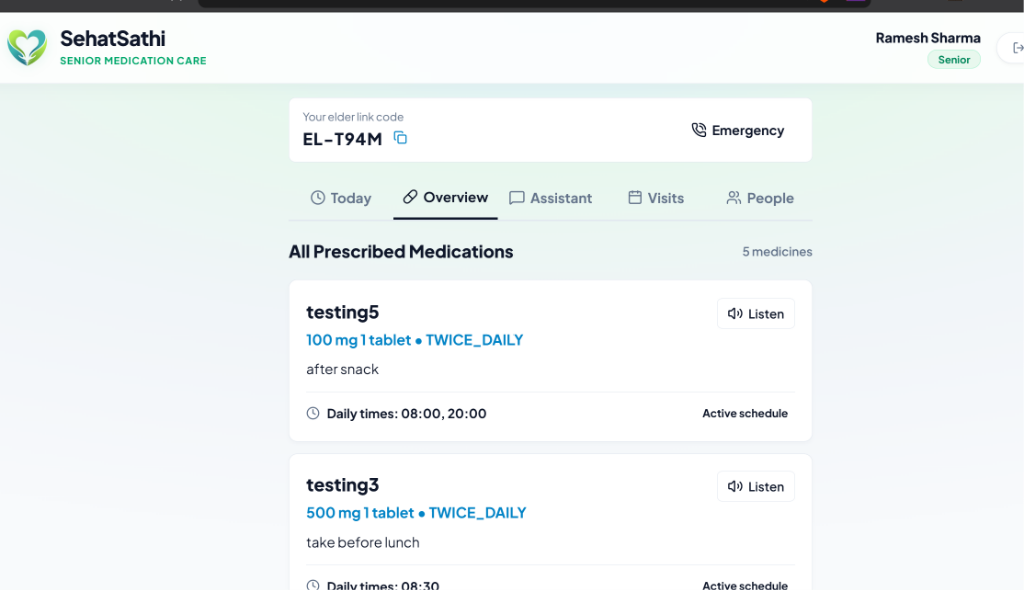 SehatSathi
SENIOR MEDICATION CARE
Ramesh Sharma
Senior
Your elder link code
EL-T94M
Emergency
Today
Overview
Assistant
Visits
People
All Prescribed Medications
5 medicines
testing5
Listen
100 mg 1 tablet • TWICE_DAILY
after snack
Daily times: 08:00, 20:00
Active schedule
testing3
Listen
500 mg 1 tablet • TWICE_DAILY
take before lunch
Daily times: 08:30
Active schedule